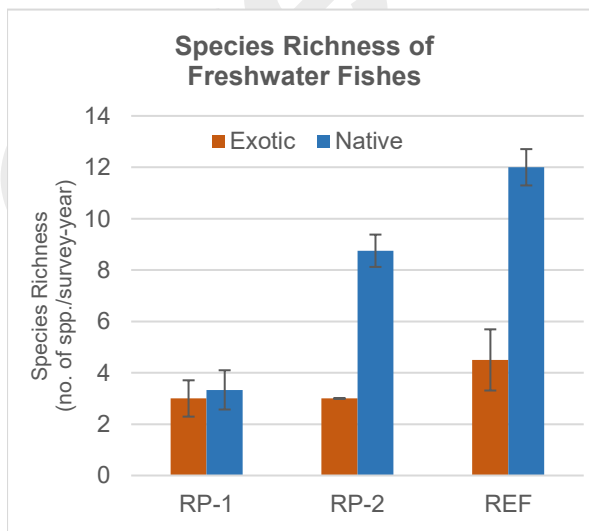 Species Richness of
Freshwater Fishes
Exotic Native
Species Richness
(no. of spp./survey-year)
14
12
10
8
6
4
2
0
RP-1 RP-2 REF